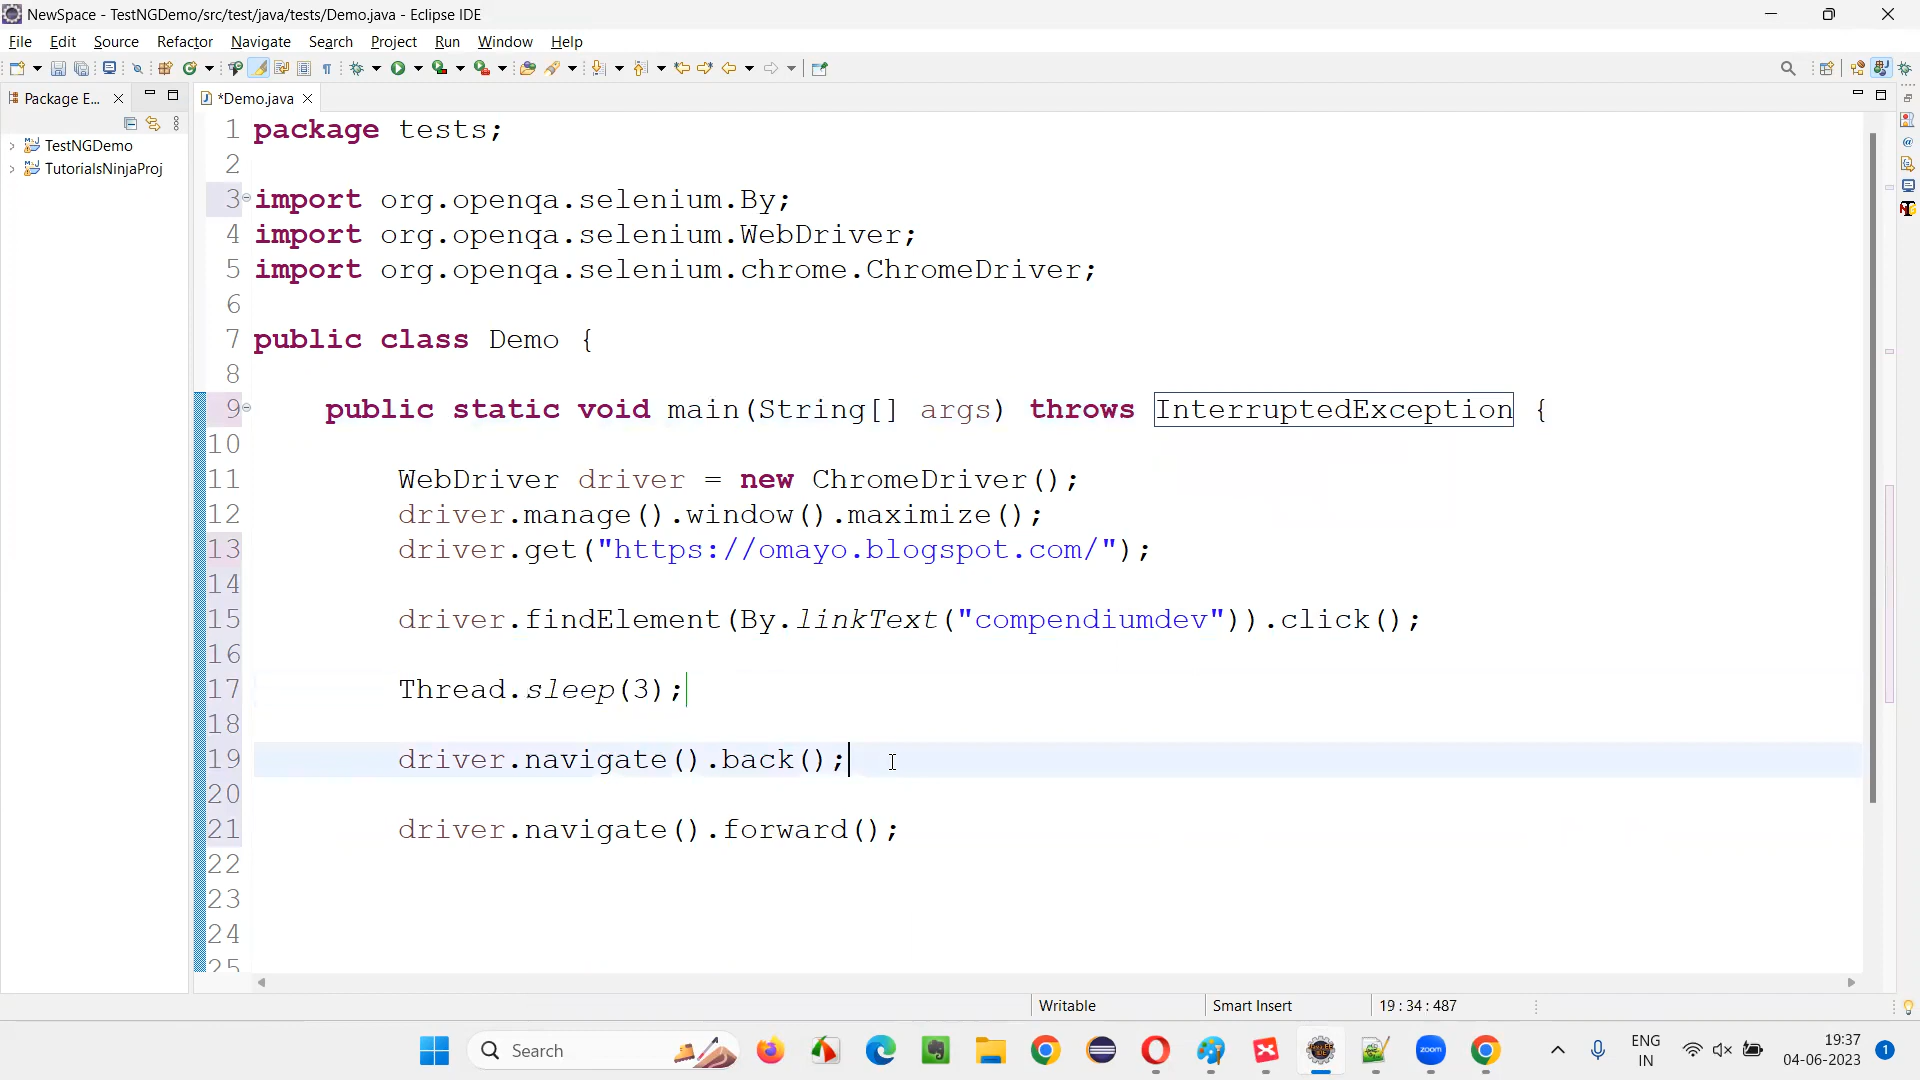 NewSpace - TestNGDemo/src/test/java/tests/Demo.java - Eclipse IDE
File Edit Source Refactor Navigate Search Project Run Window Help
Package E...
*Demo.java
TestNGDemo
TutorialsNinjaProj
1 package tests;
2
3 import org.openqa.selenium.By;
4 import org.openqa.selenium.WebDriver;
5 import org.openqa.selenium.chrome.ChromeDriver;
6
7 public class Demo {
8
9 public static void main(String[] args) throws InterruptedException {
10
11 WebDriver driver = new ChromeDriver();
12 driver.manage().window().maximize();
13 driver.get("https://omayo.blogspot.com/");
14
15 driver.findElement(By.linkText("compendiumdev")).click();
16
17 Thread.sleep(3);
18
19 driver.navigate().back();
20
21 driver.navigate().forward();
22
23
24
25
Writable
Smart Insert
19 : 34 : 487
Search
zoom
ENG
IN
19:37
04-06-2023
1